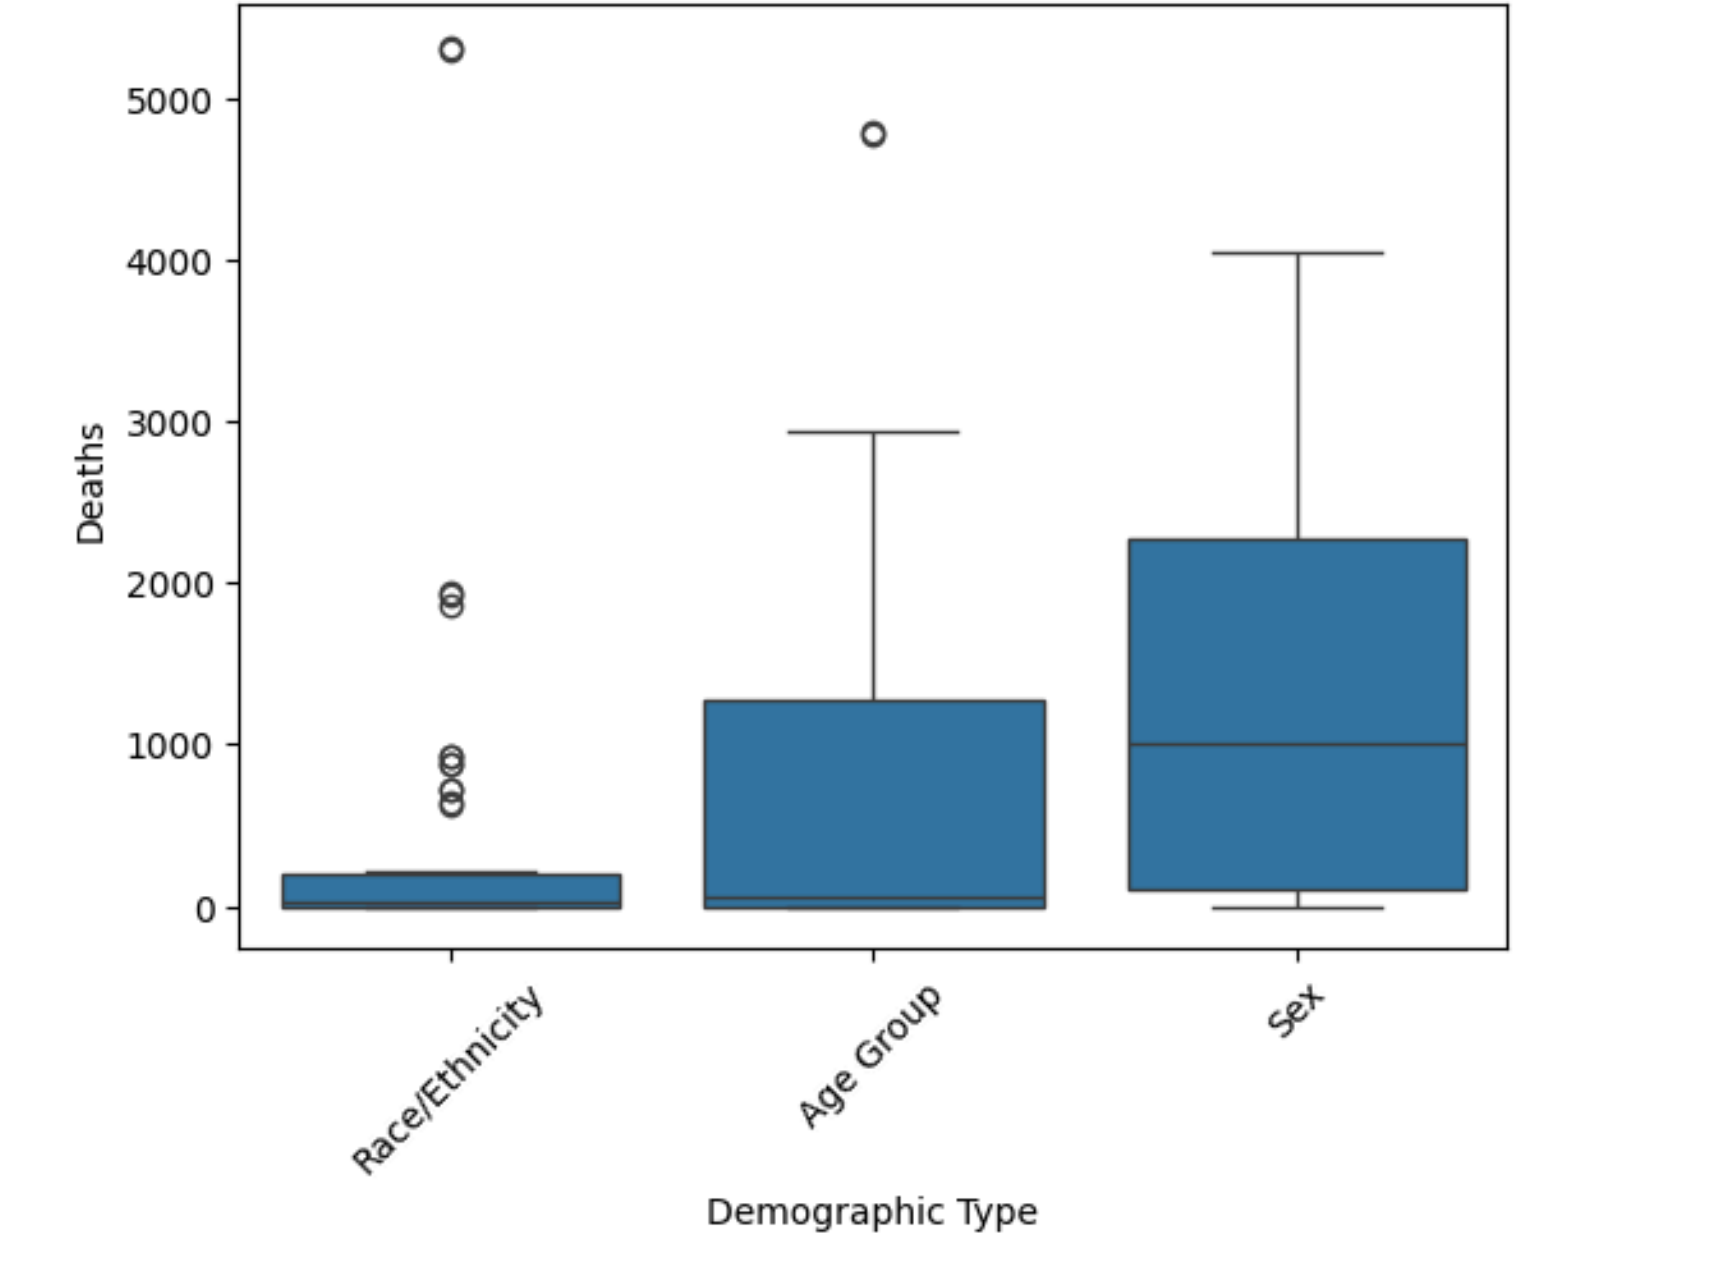 5000
4000
3000
2000
1000
0
Deaths
Race/Ethnicity
Age Group
Sex
Demographic Type